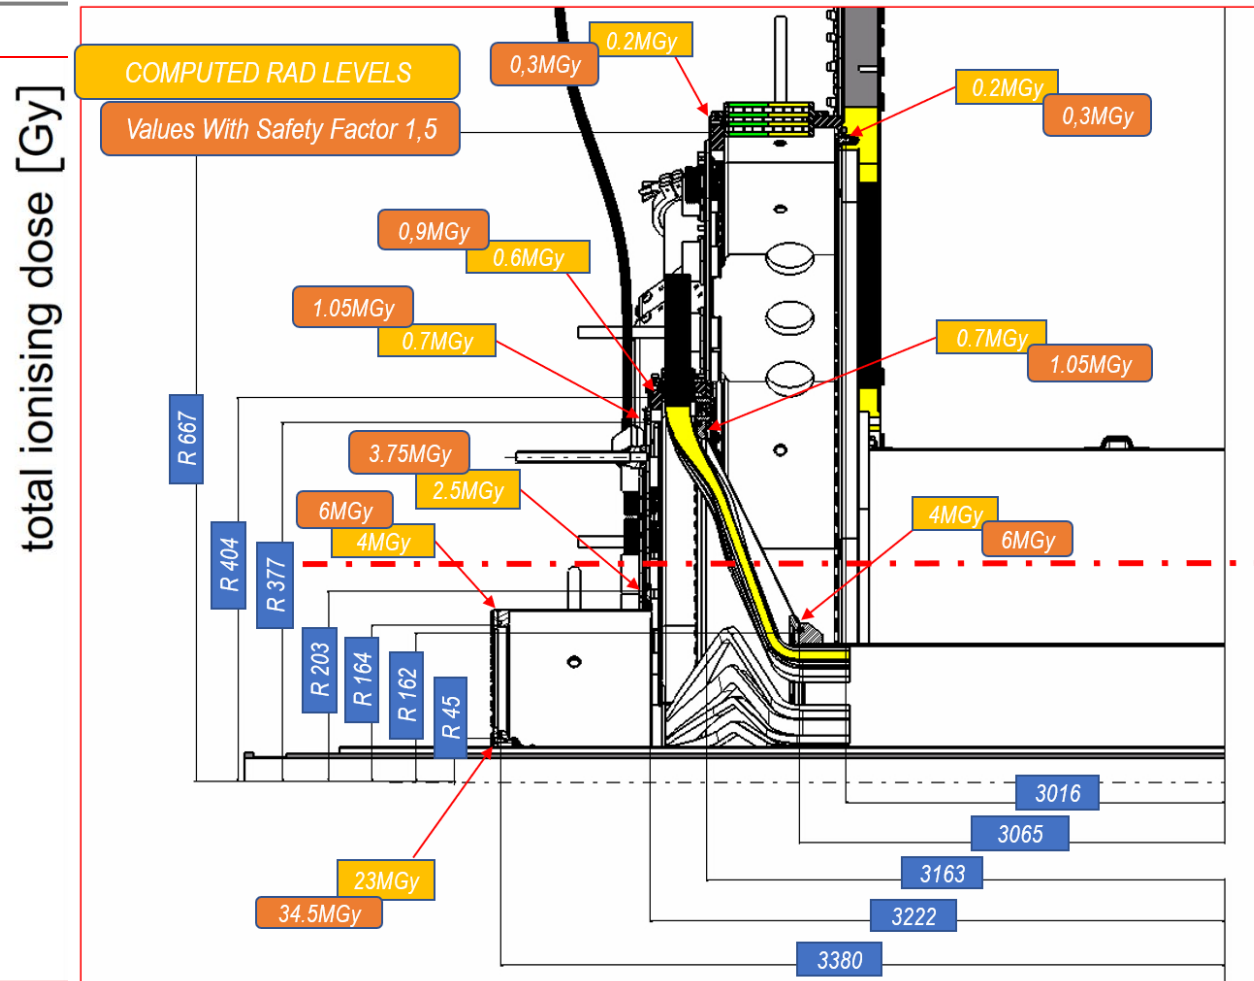 total ionising dose [Gy]
COMPUTED RAD LEVELS
Values With Safety Factor 1,5
0.2MGy
0,3MGy
0.2MGy
0,3MGy
0,9MGy
0.6MGy
1.05MGy
0.7MGy
0.7MGy
1.05MGy
3.75MGy
2.5MGy
6MGy
4MGy
4MGy
6MGy
R 667
R 404
R 377
R 203
R 164
R 162
R 45
3016
3065
3163
3222
3380
23MGy
34.5MGy